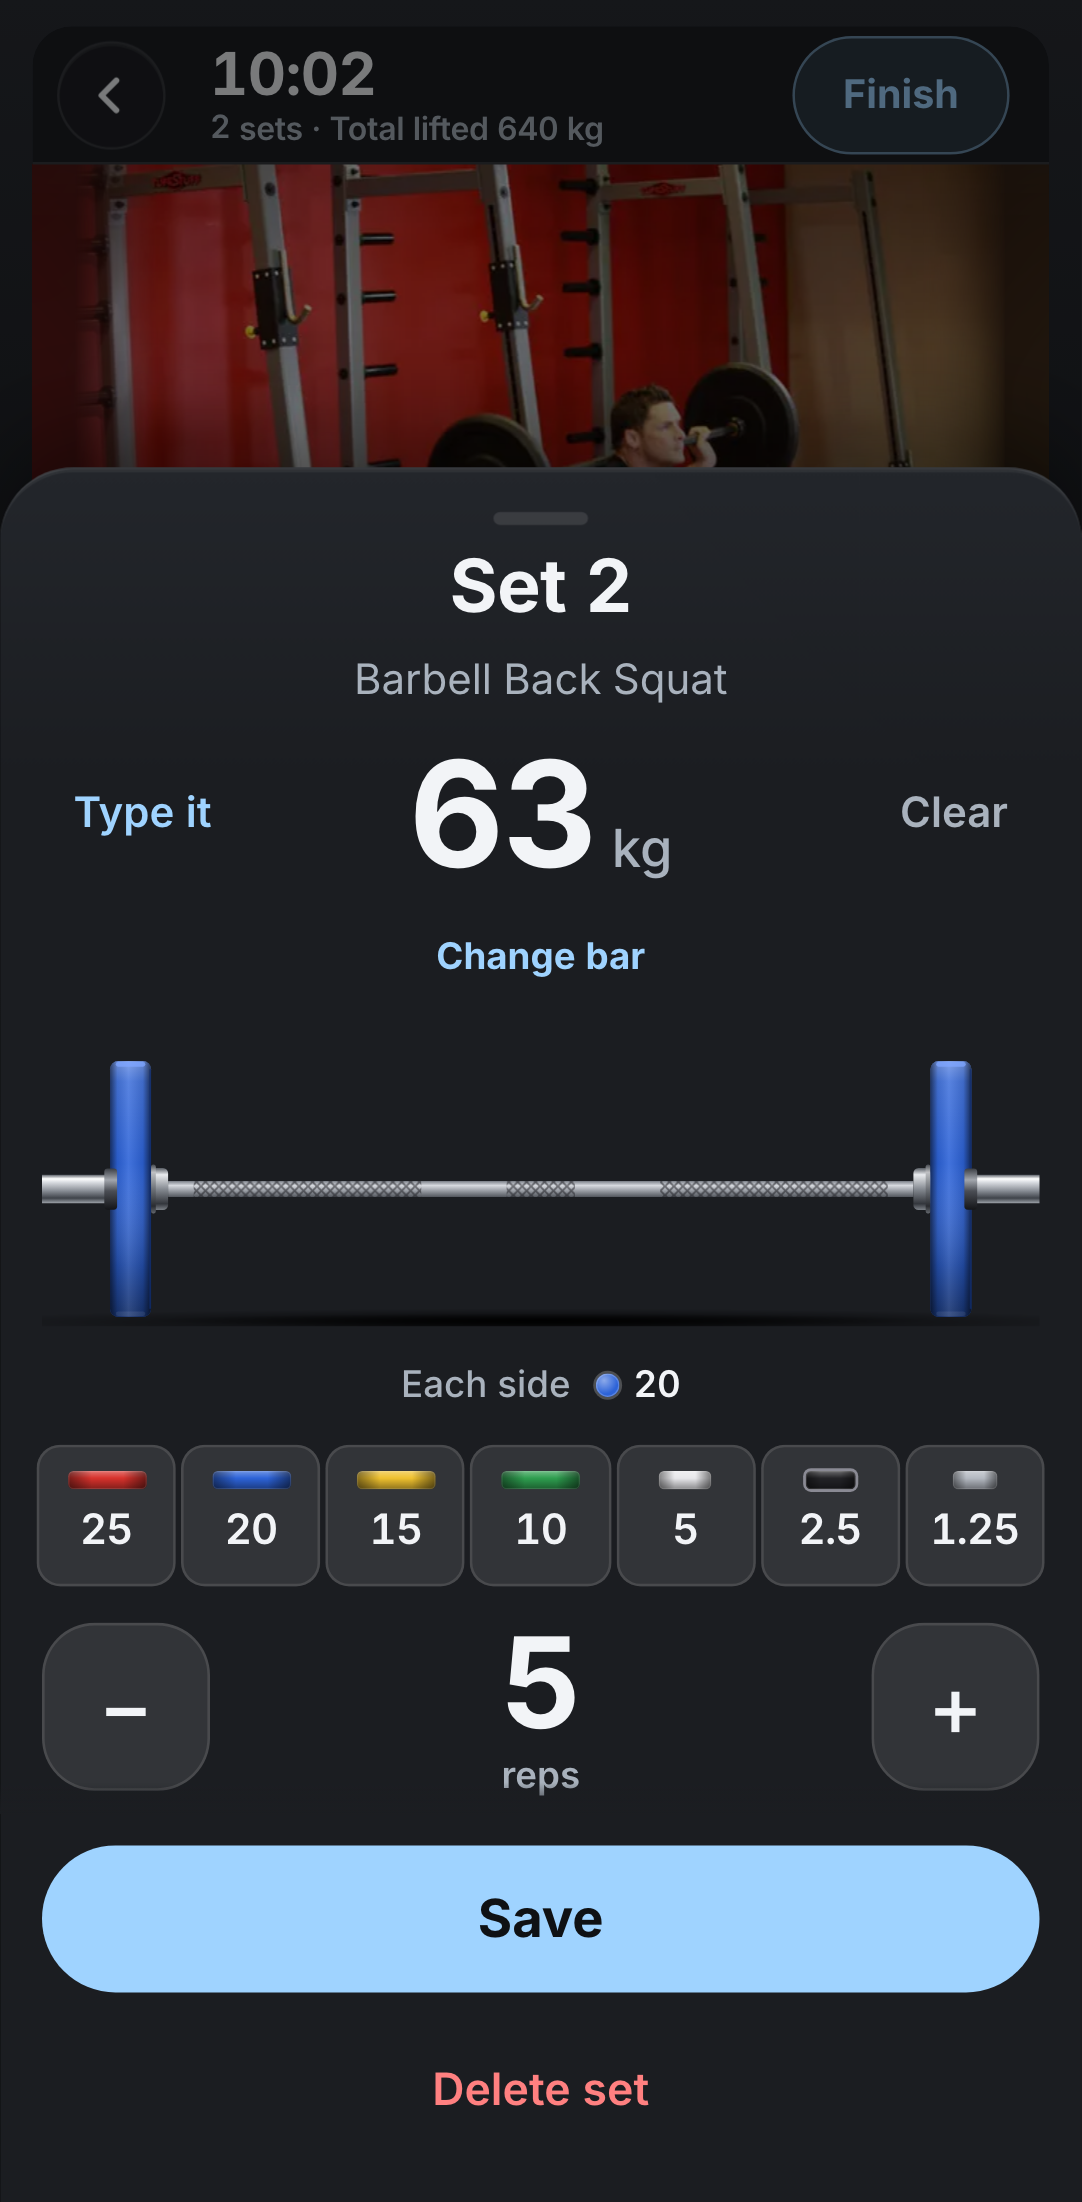 10:02
2 sets · Total lifted 640 kg
Finish
Set 2
Barbell Back Squat
Type it
63 kg
Clear
Change bar
Each side 20
25 20 15 10 5 2.5 1.25
−
5
+
reps
Save
Delete set